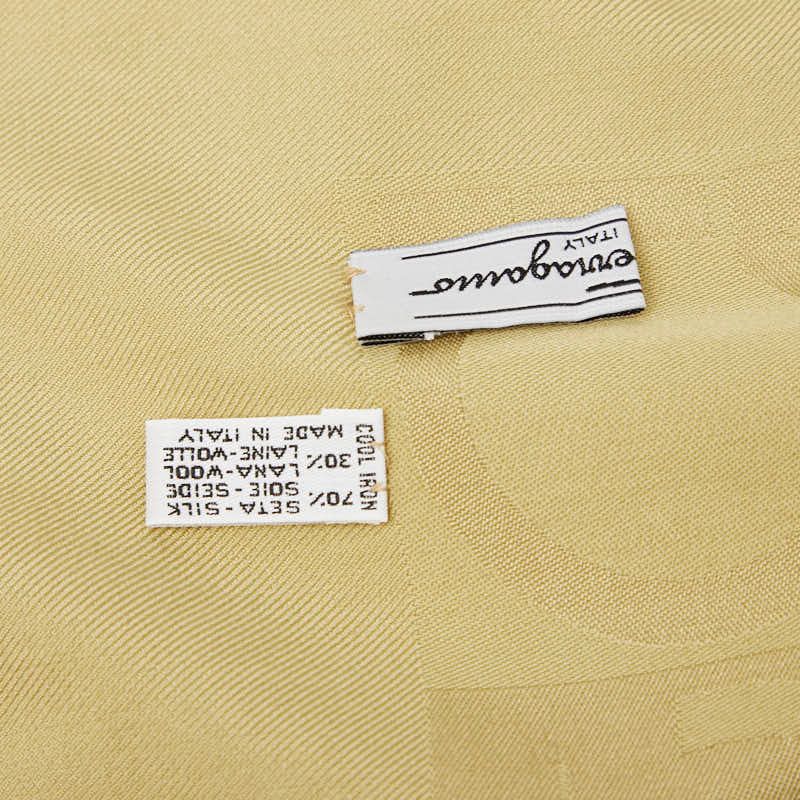 erragamo
ITALY
COOL IRON
70% SETA-SILK
SOIE-SEIDE
30% LANA-WOOL
LAINE-WOLLE
MADE IN ITALY